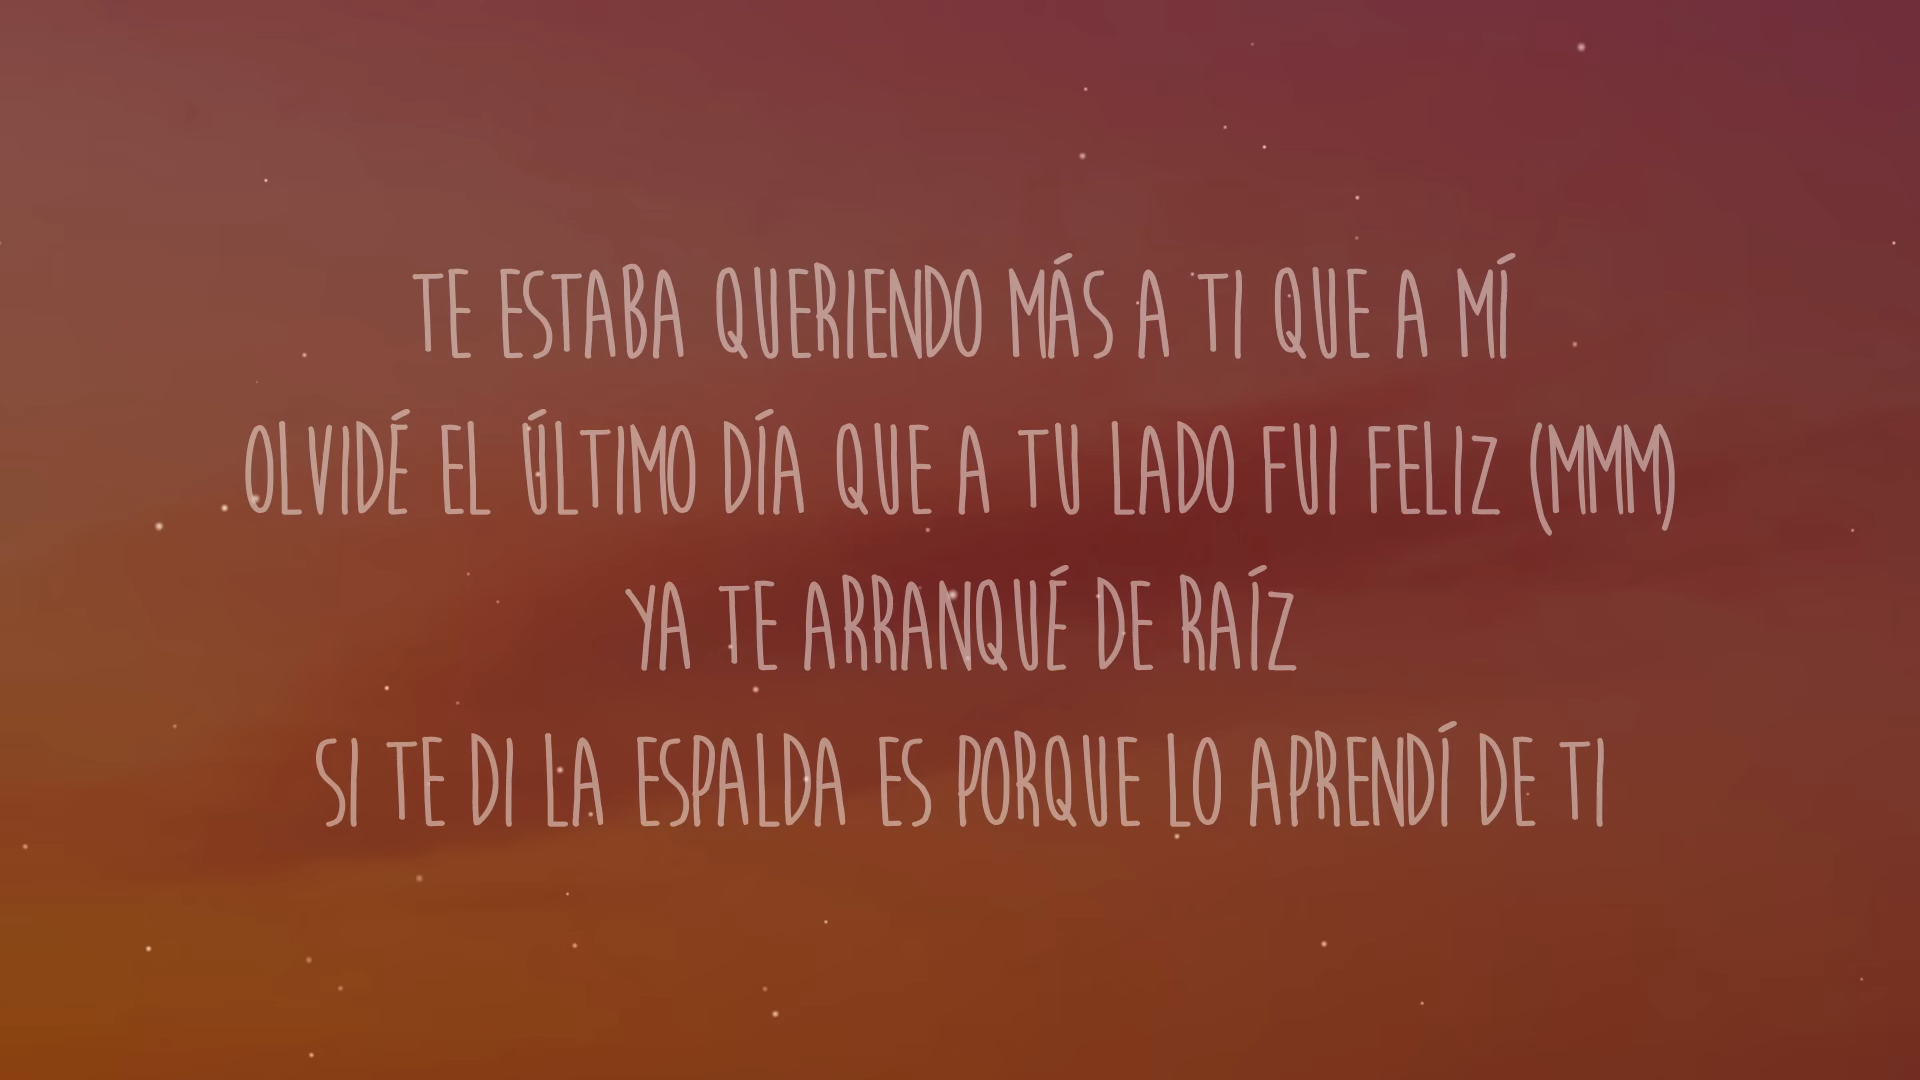 TE ESTABA QUERIENDO MÁS A TI QUE A MÍ
OLVIDÉ EL ÚLTIMO DÍA QUE A TU LADO FUI FELIZ (MMM)
YA TE ARRANQUÉ DE RAÍZ
SI TE DI LA ESPALDA ES PORQUE LO APRENDÍ DE TI